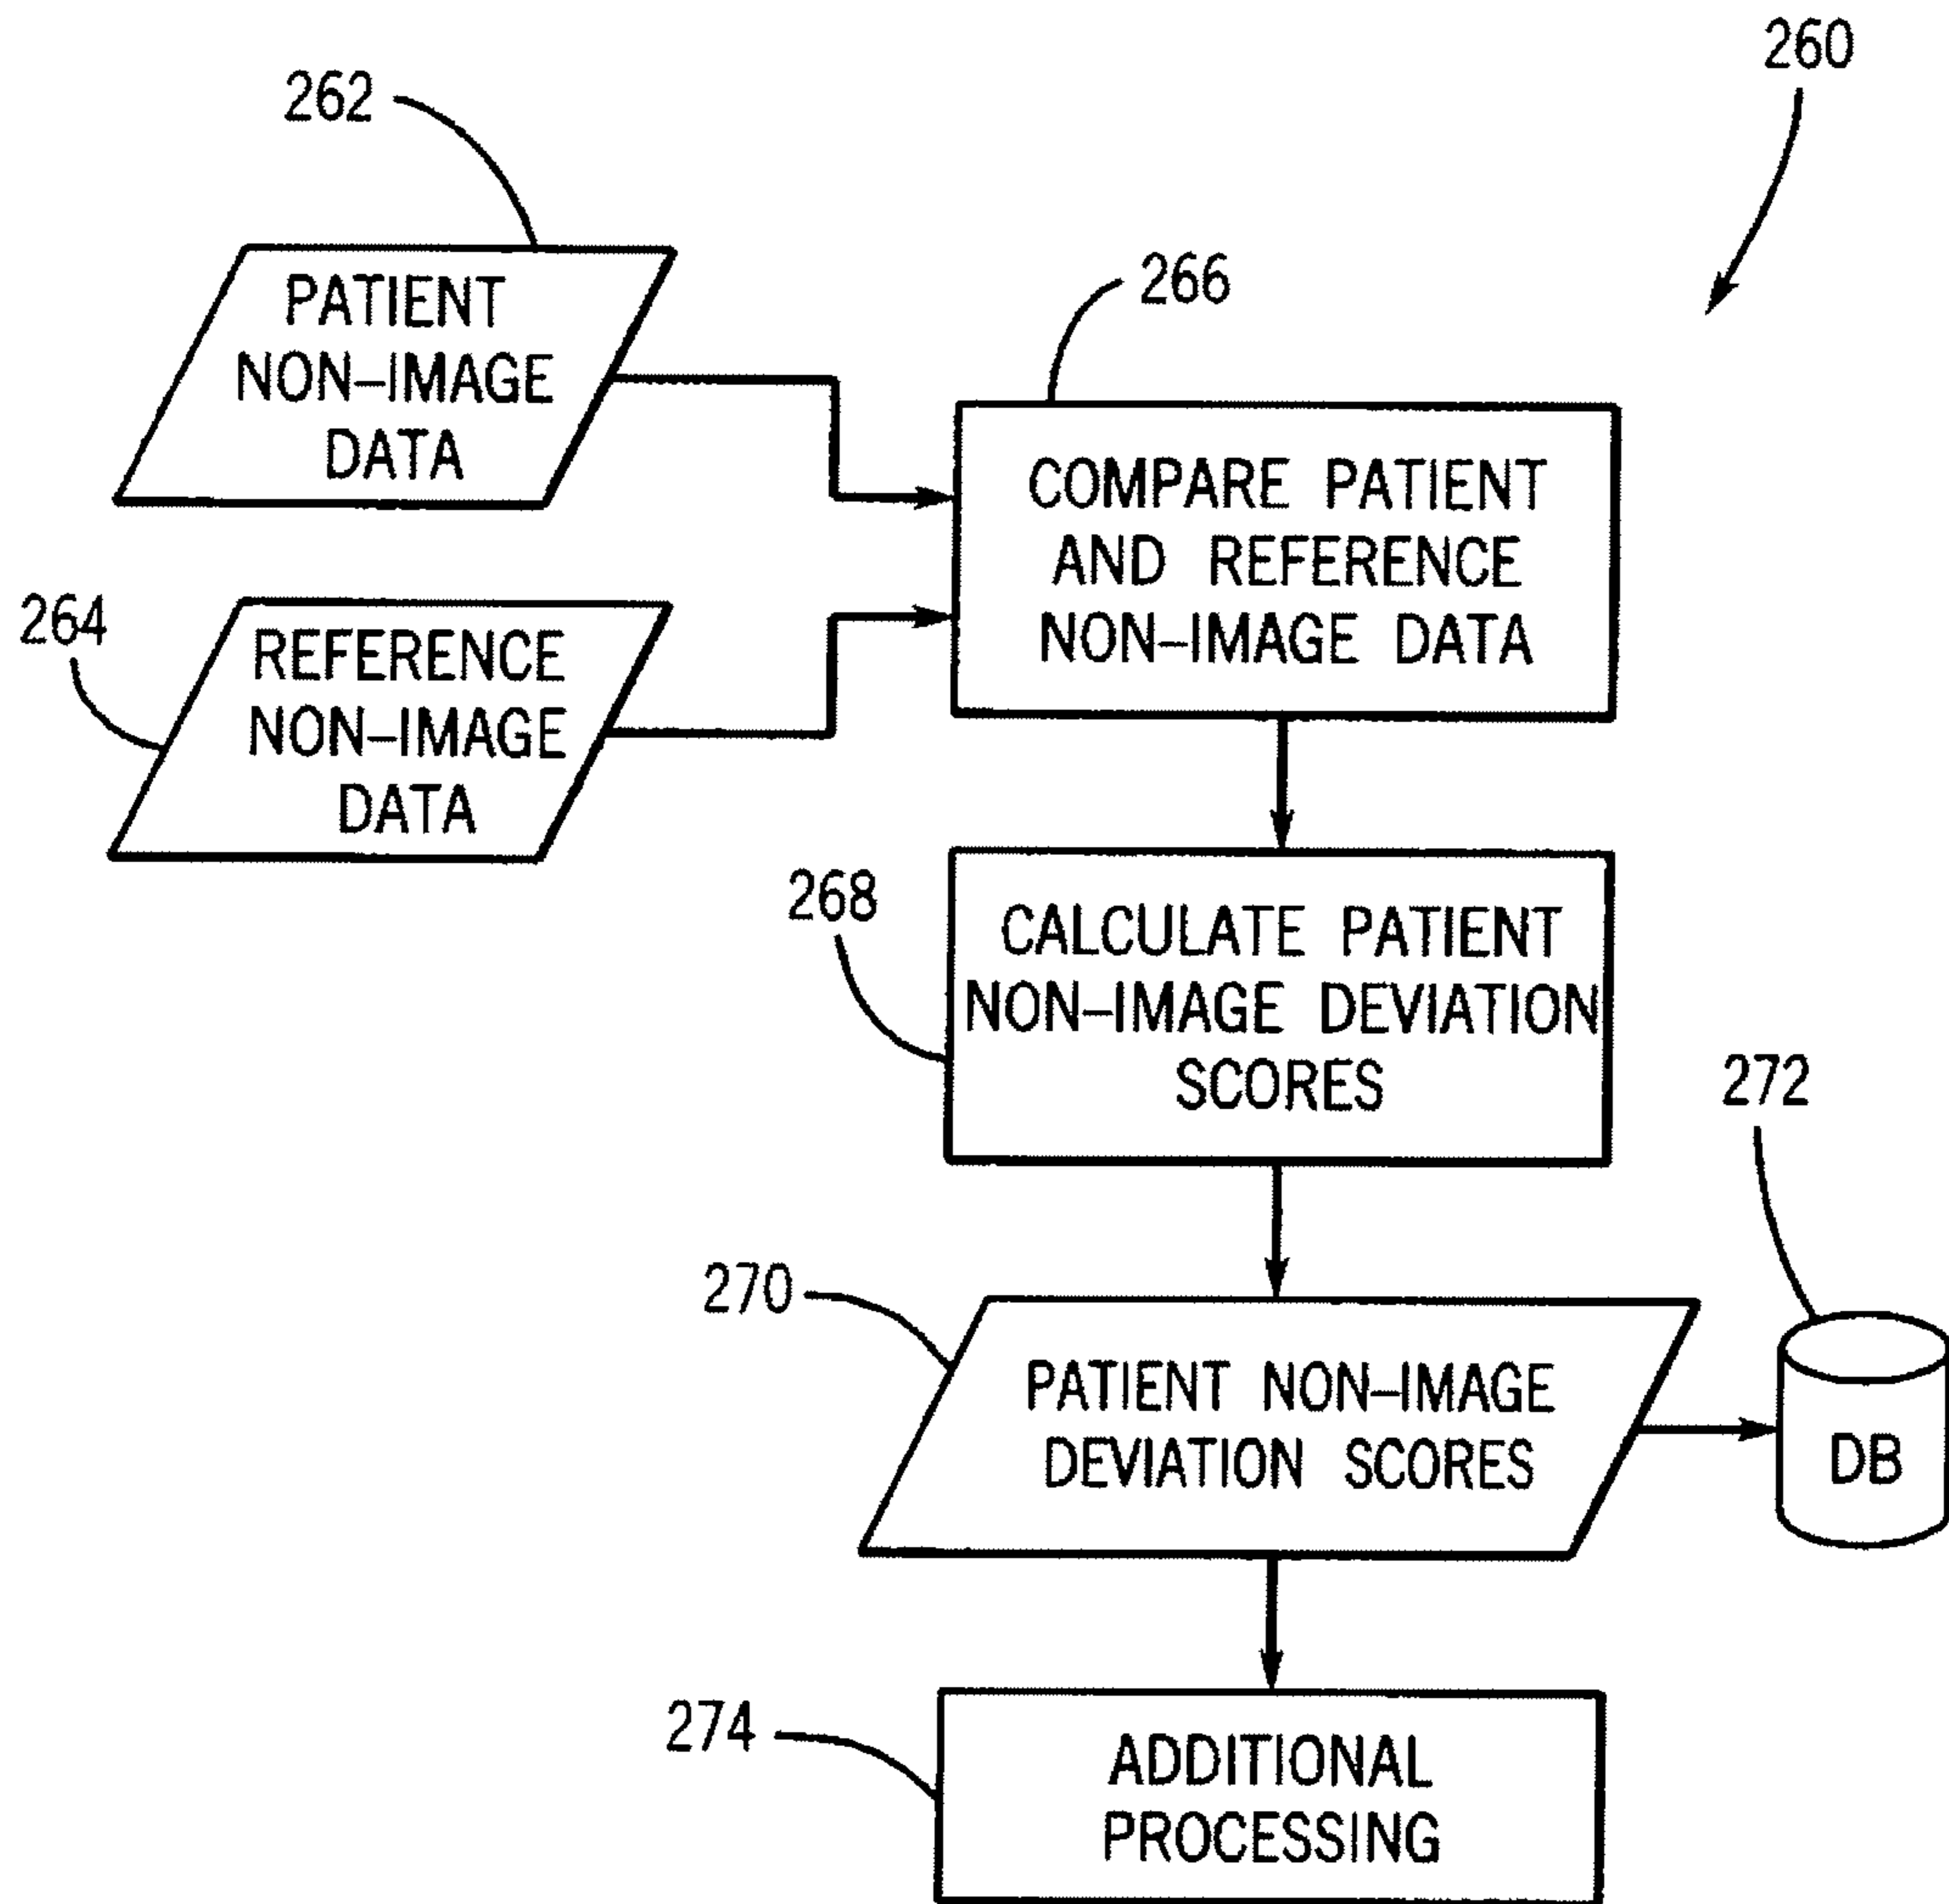 260
262
PATIENT
NON-IMAGE
DATA
266
COMPARE PATIENT
AND REFERENCE
NON-IMAGE DATA
264
REFERENCE
NON-IMAGE
DATA
268
CALCULATE PATIENT
NON-IMAGE DEVIATION
SCORES
272
270
PATIENT NON-IMAGE
DEVIATION SCORES
DB
274
ADDITIONAL
PROCESSING